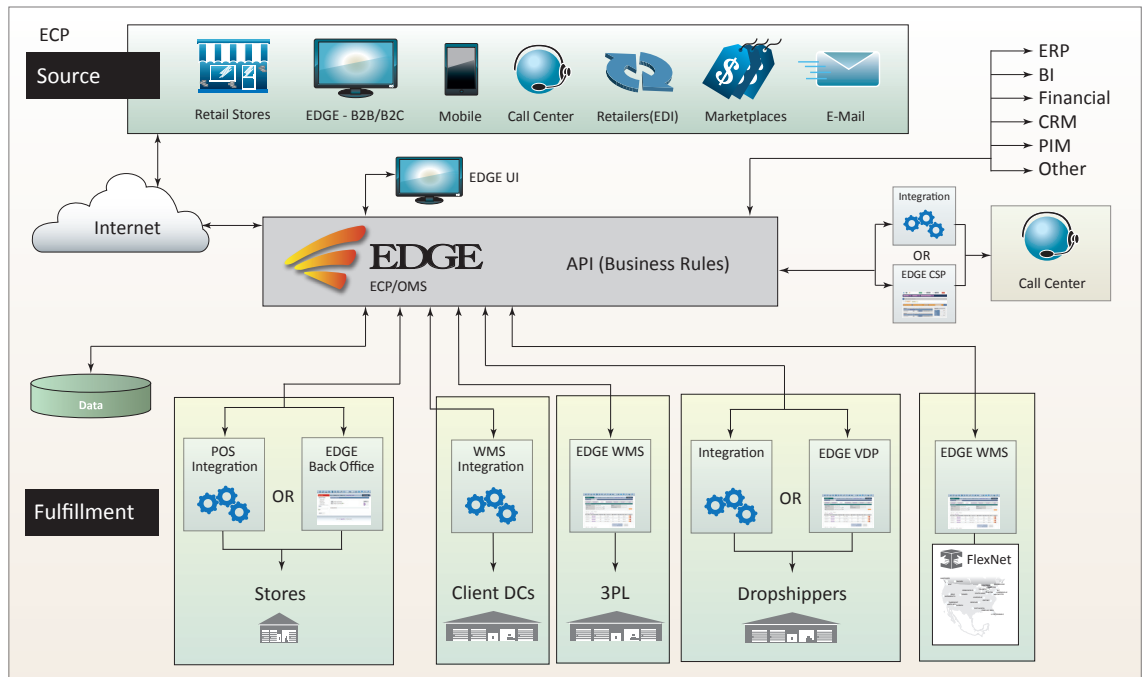 ECP
Source
Retail Stores
EDGE - B2B/B2C
Mobile
Call Center
Retailers(EDI)
Marketplaces
E-Mail
ERP
BI
Financial
CRM
PIM
Other
EDGE UI
Internet
EDGE
ECP/OMS
API (Business Rules)
Integration
OR
EDGE CSP
Call Center
Data
Fulfillment
POS
Integration
OR
EDGE
Back Office
Stores
WMS
Integration
Client DCs
EDGE WMS
3PL
Integration
OR
EDGE VDP
Dropshippers
EDGE WMS
FlexNet